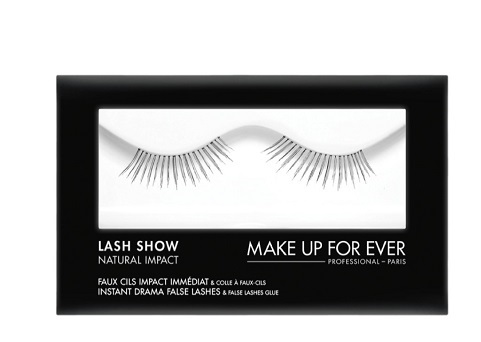 LASH SHOW
NATURAL IMPACT
MAKE UP FOR EVER
PROFESSIONAL – PARIS
FAUX CILS IMPACT IMMÉDIAT & COLLE À FAUX-CILS
INSTANT DRAMA FALSE LASHES & FALSE LASHES GLUE